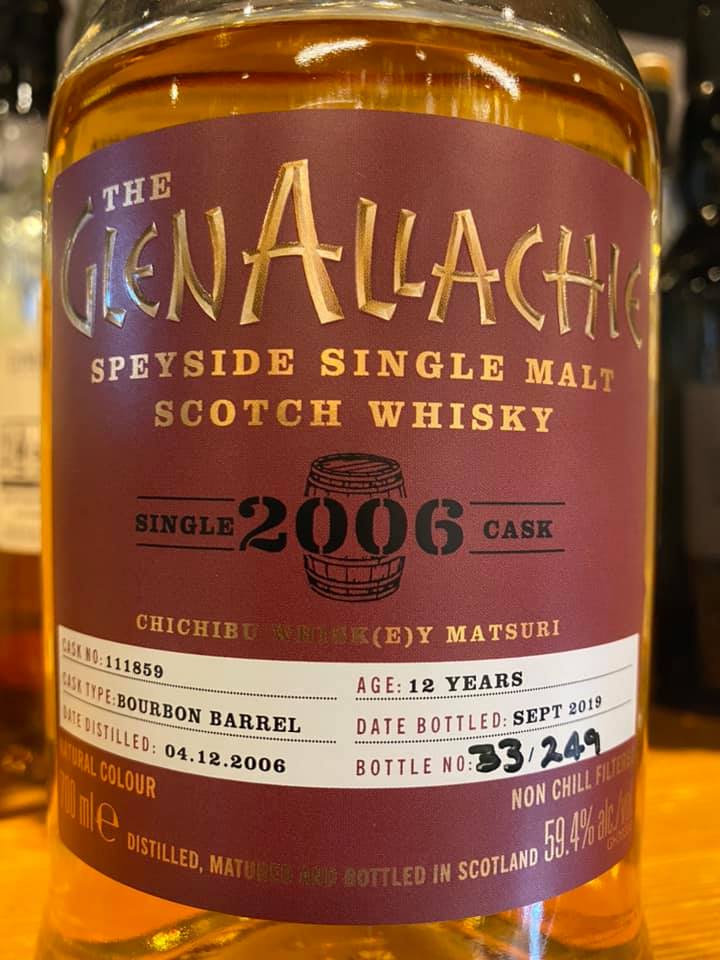 THE
GLENALLACHIE
SPEYSIDE SINGLE MALT
SCOTCH WHISKY
SINGLE 2006 CASK
CHICHIBU WHISK(E)Y MATSURI
CASK NO: 111859
CASK TYPE: BOURBON BARREL
DATE DISTILLED: 04.12.2006
AGE: 12 YEARS
DATE BOTTLED: SEPT 2019
BOTTLE NO: 33/249
NATURAL COLOUR
700 ml e
NON CHILL FILTERED
59.4% alc/vol
DISTILLED, MATURED AND BOTTLED IN SCOTLAND